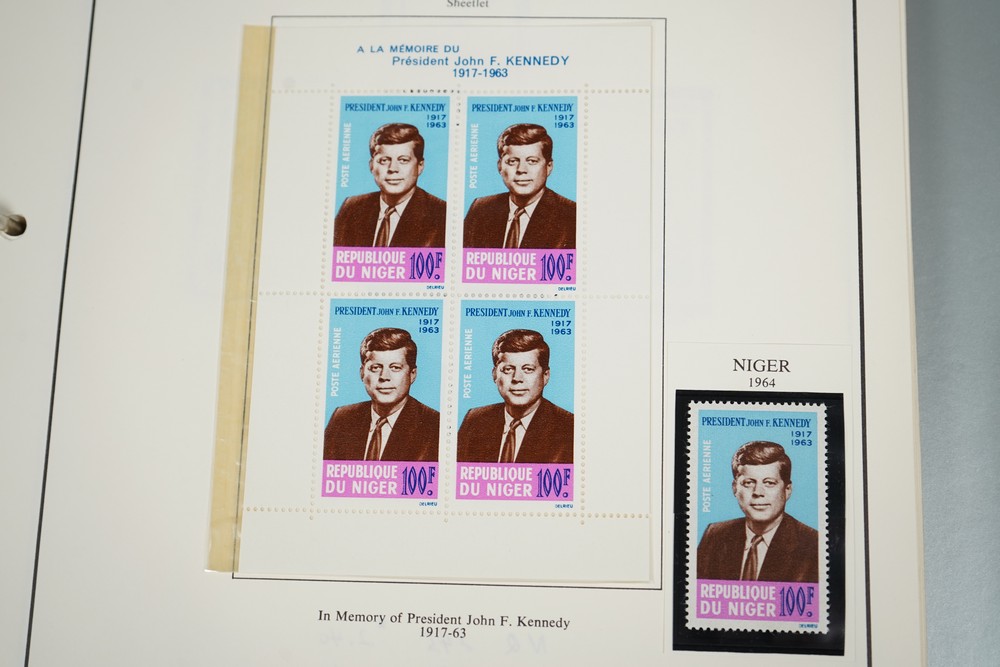 Sheetlet
A LA MÉMOIRE DU
Président John F. KENNEDY
1917-1963
PRESIDENT JOHN F. KENNEDY
1917
1963
POSTE AERIENNE
REPUBLIQUE
DU NIGER 100F
DELRIEU
PRESIDENT JOHN F. KENNEDY
1917
1963
POSTE AERIENNE
REPUBLIQUE
DU NIGER 100F
DELRIEU
PRESIDENT JOHN F. KENNEDY
1917
1963
POSTE AERIENNE
REPUBLIQUE
DU NIGER 100F
DELRIEU
PRESIDENT JOHN F. KENNEDY
1917
1963
POSTE AERIENNE
REPUBLIQUE
DU NIGER 100F
DELRIEU
NIGER
1964
PRESIDENT JOHN F. KENNEDY
1917
1963
POSTE AERIENNE
REPUBLIQUE
DU NIGER 100F
DELRIEU
In Memory of President John F. Kennedy
1917-63